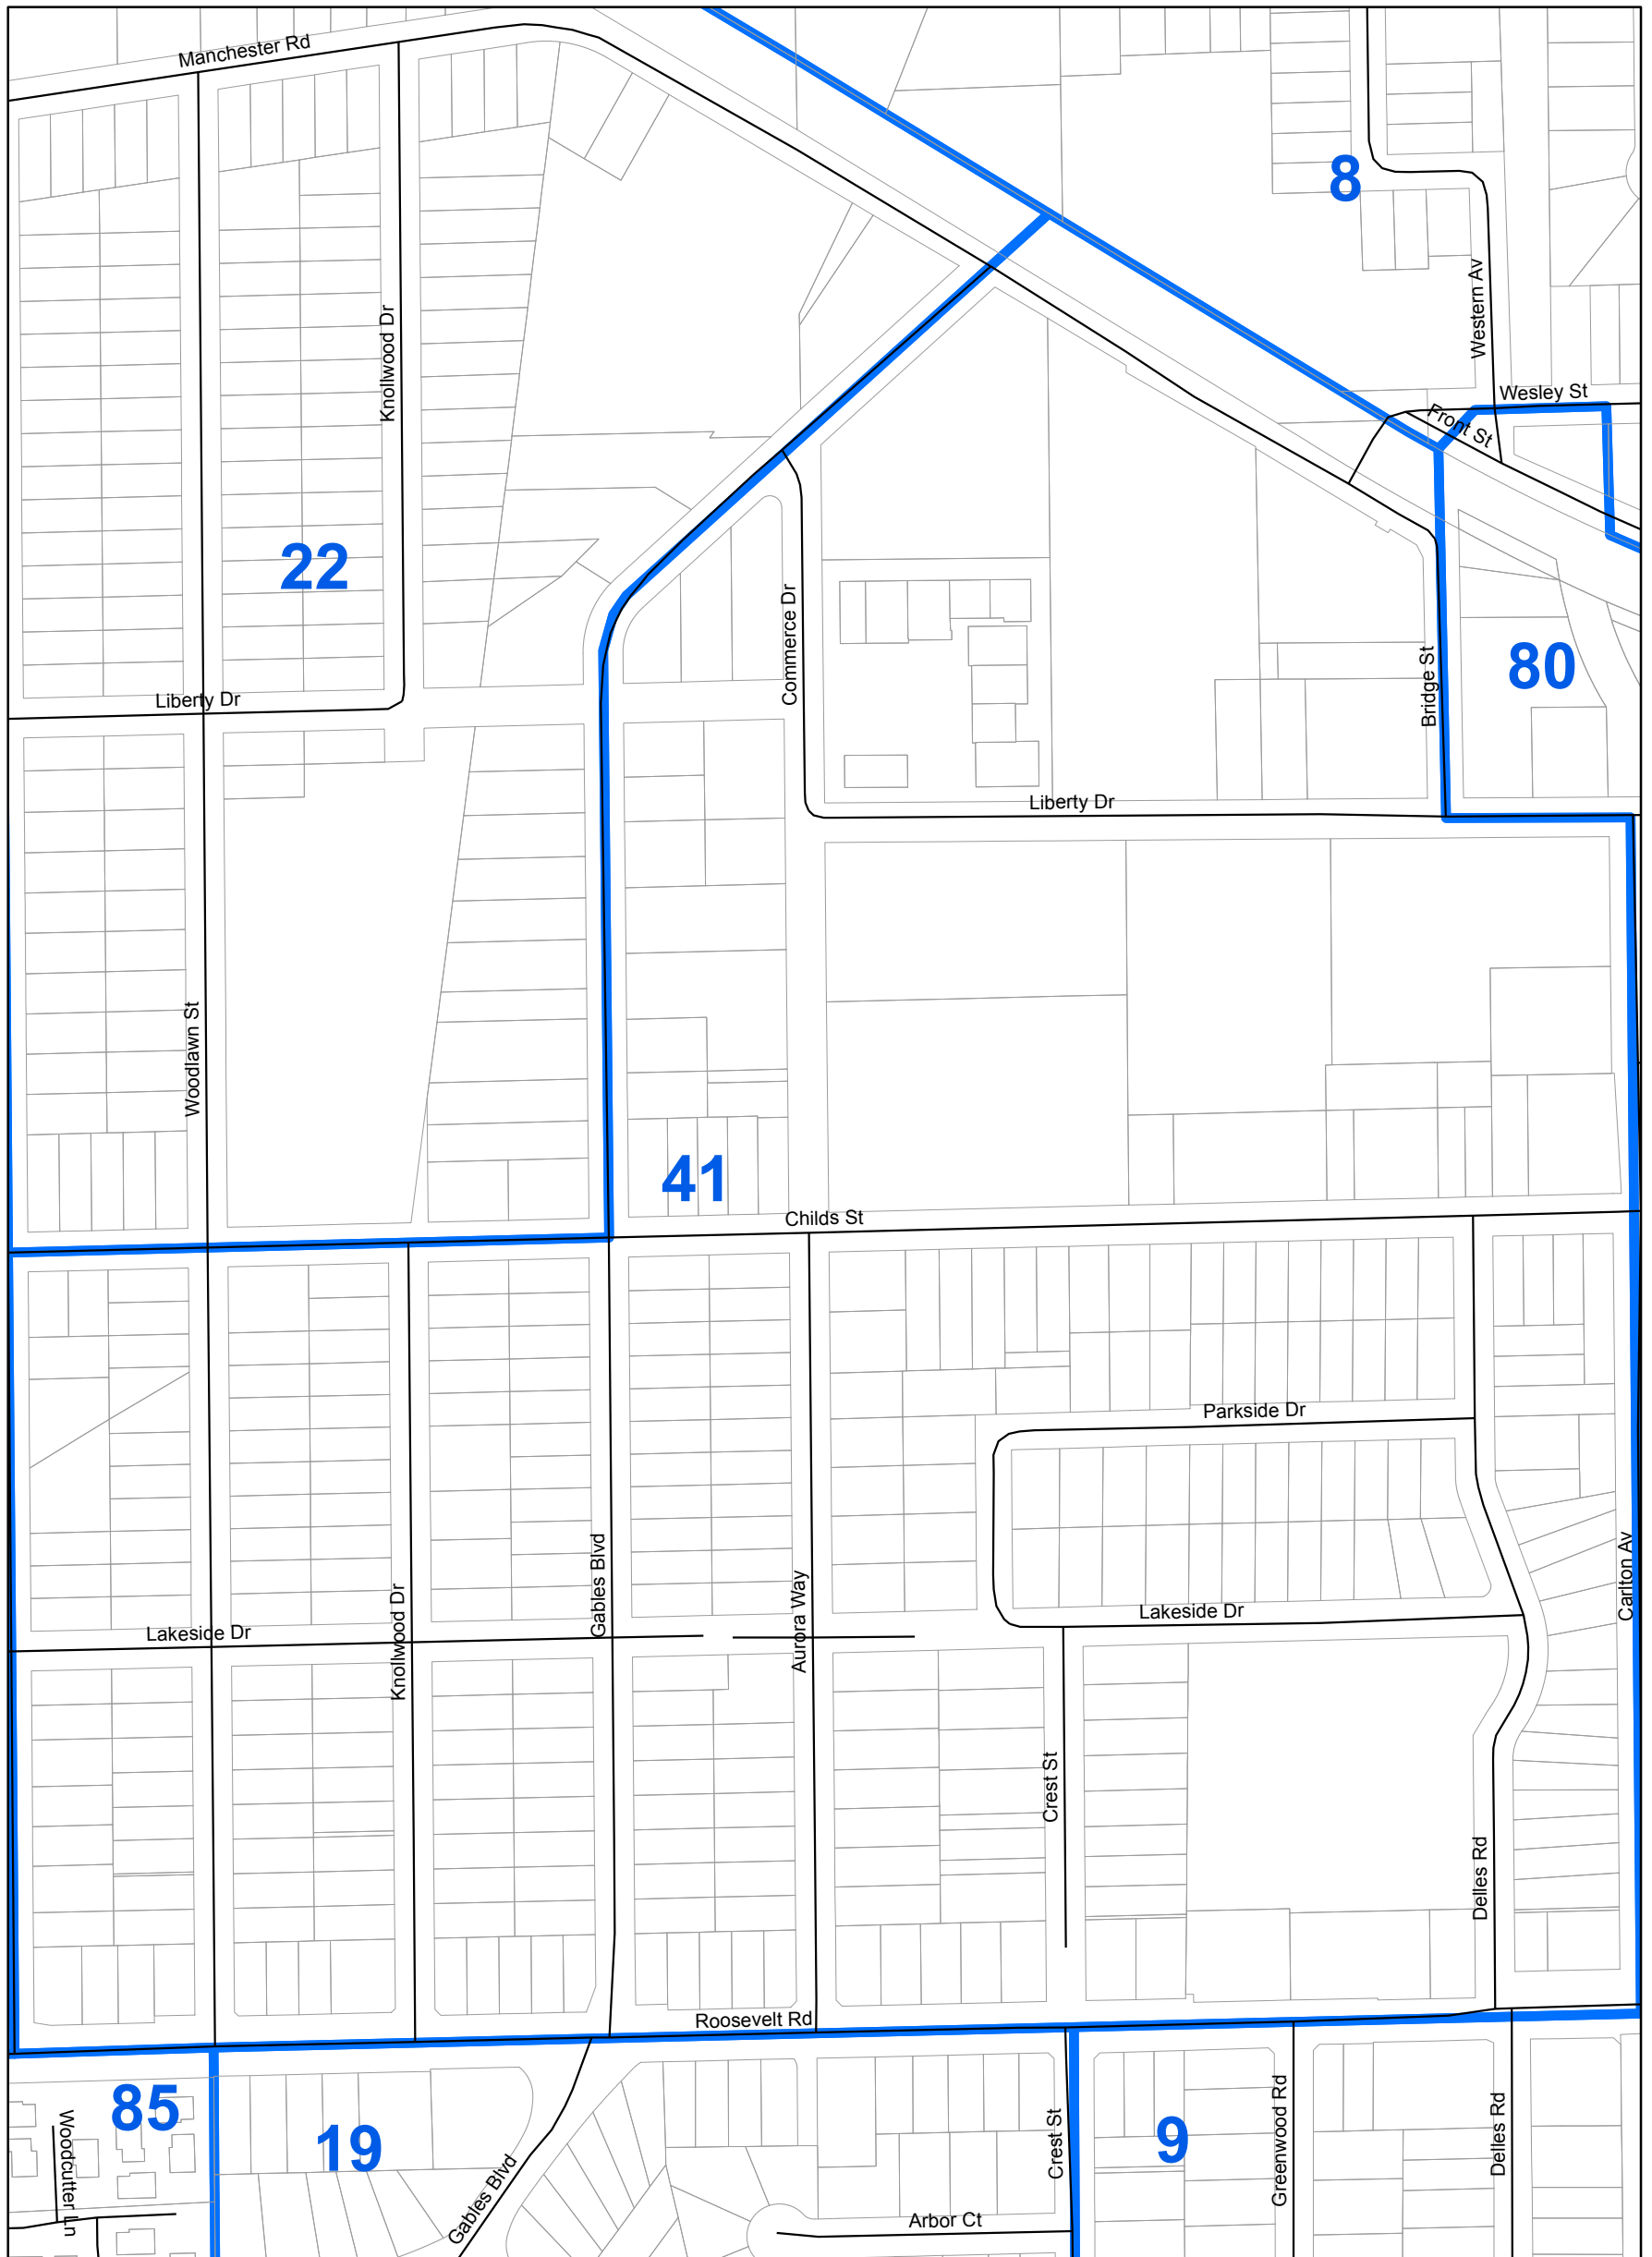 Manchester Rd
8
Knollwood Dr
Western Av
Wesley St
Front St
22
Commerce Dr
Bridge St
80
Liberty Dr
Liberty Dr
Woodlawn St
41
Childs St
Parkside Dr
Gables Blvd
Carlton Av
Knollwood Dr
Aurora Way
Lakeside Dr
Lakeside Dr
Crest St
Delles Rd
Roosevelt Rd
85
19
9
Woodcutter Ln
Gables Blvd
Crest St
Greenwood Rd
Delles Rd
Arbor Ct